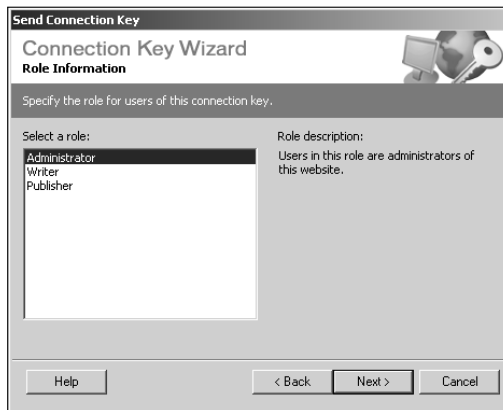 Send Connection Key
Connection Key Wizard
Role Information
Specify the role for users of this connection key.
Select a role:
Administrator
Writer
Publisher
Role description:
Users in this role are administrators of
this website.
Help
< Back
Next >
Cancel